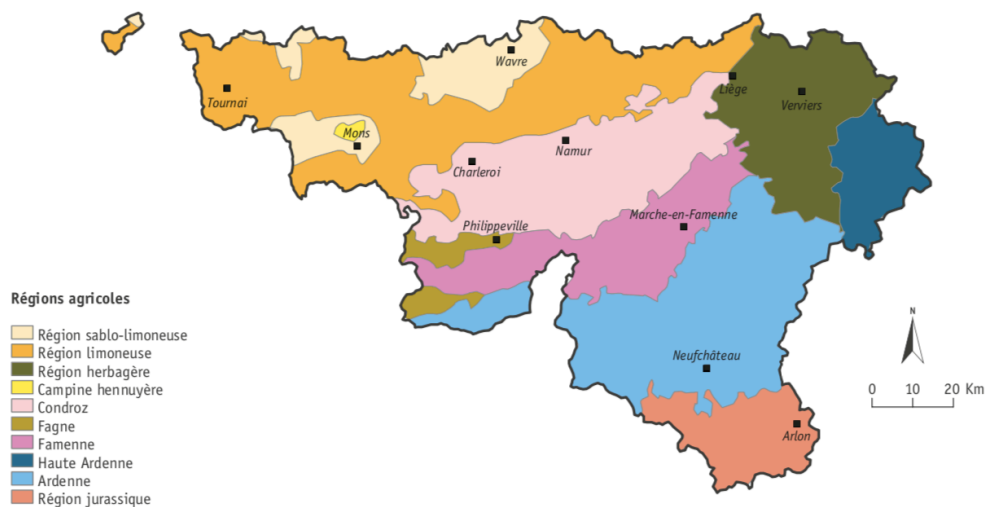 Wavre
Liège
Tournai
Verviers
Mons
Namur
Charleroi
Marche-en-Famenne
Philippeville
Régions agricoles
Région sablo-limoneuse
Région limoneuse
Région herbagère
Campine hennuyère
Condroz
Fagne
Famenne
Haute Ardenne
Ardenne
Région jurassique
N
Neufchâteau
0 10 20 Km
Arlon